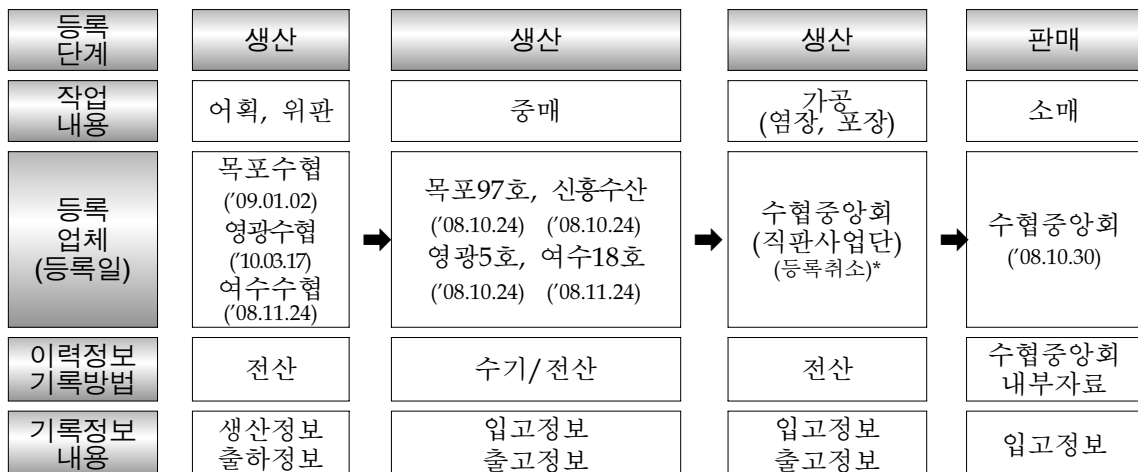 등록
단계
생산
생산
생산
판매
작업
내용
어획, 위판
중매
가공
(염장, 포장)
소매
등록
업체
(등록일)
목포수협
('09.01.02)
영광수협
('10.03.17)
여수수협
('08.11.24)
목포97호, 신흥수산
('08.10.24) ('08.10.24)
영광5호, 여수18호
('08.10.24) ('08.11.24)
수협중앙회
(직판사업단)
(등록취소)*
수협중앙회
('08.10.30)
이력정보
기록방법
전산
수기/전산
전산
수협중앙회
내부자료
기록정보
내용
생산정보
출하정보
입고정보
출고정보
입고정보
출고정보
입고정보